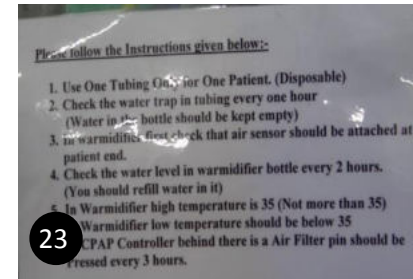 Please follow the Instructions given below:-
1. Use One Tubing Only for One Patient. (Disposable)
2. Check the water trap in tubing every one hour
(Water in the bottle should be kept empty)
3. In warmidifier first check that air sensor should be attached at
patient end.
4. Check the water level in warmidifier bottle every 2 hours.
(You should refill water in it)
5. In Warmidifier high temperature is 35 (Not more than 35)
Warmidifier low temperature should be below 35
CPAP Controller behind there is a Air Filter pin should be
Pressed every 3 hours.
23